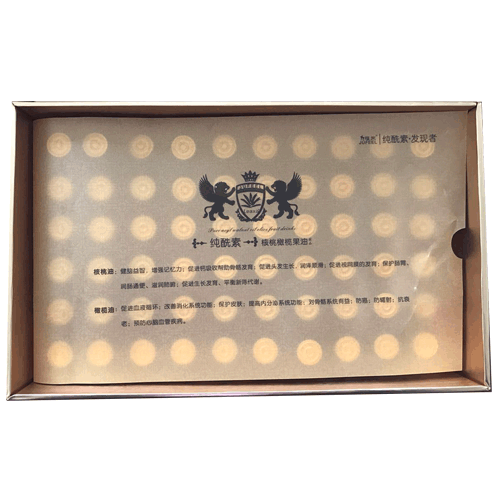 纯酰素·发现者
纯酰素
核桃橄榄果油
核桃油：健脑益智，增强记忆力；促进钙吸收帮助骨骼发育；促进头发生长、润泽顺滑；促进视网膜的发育；保护肠胃、
润肠通便、滋润肺腑；促进生长发育、平衡新陈代谢。
橄榄油：促进血液循环；改善消化系统功能；保护皮肤；提高内分泌系统功能；对骨骼系统有益；防癌；防辐射；抗衰
老；预防心脑血管疾病。